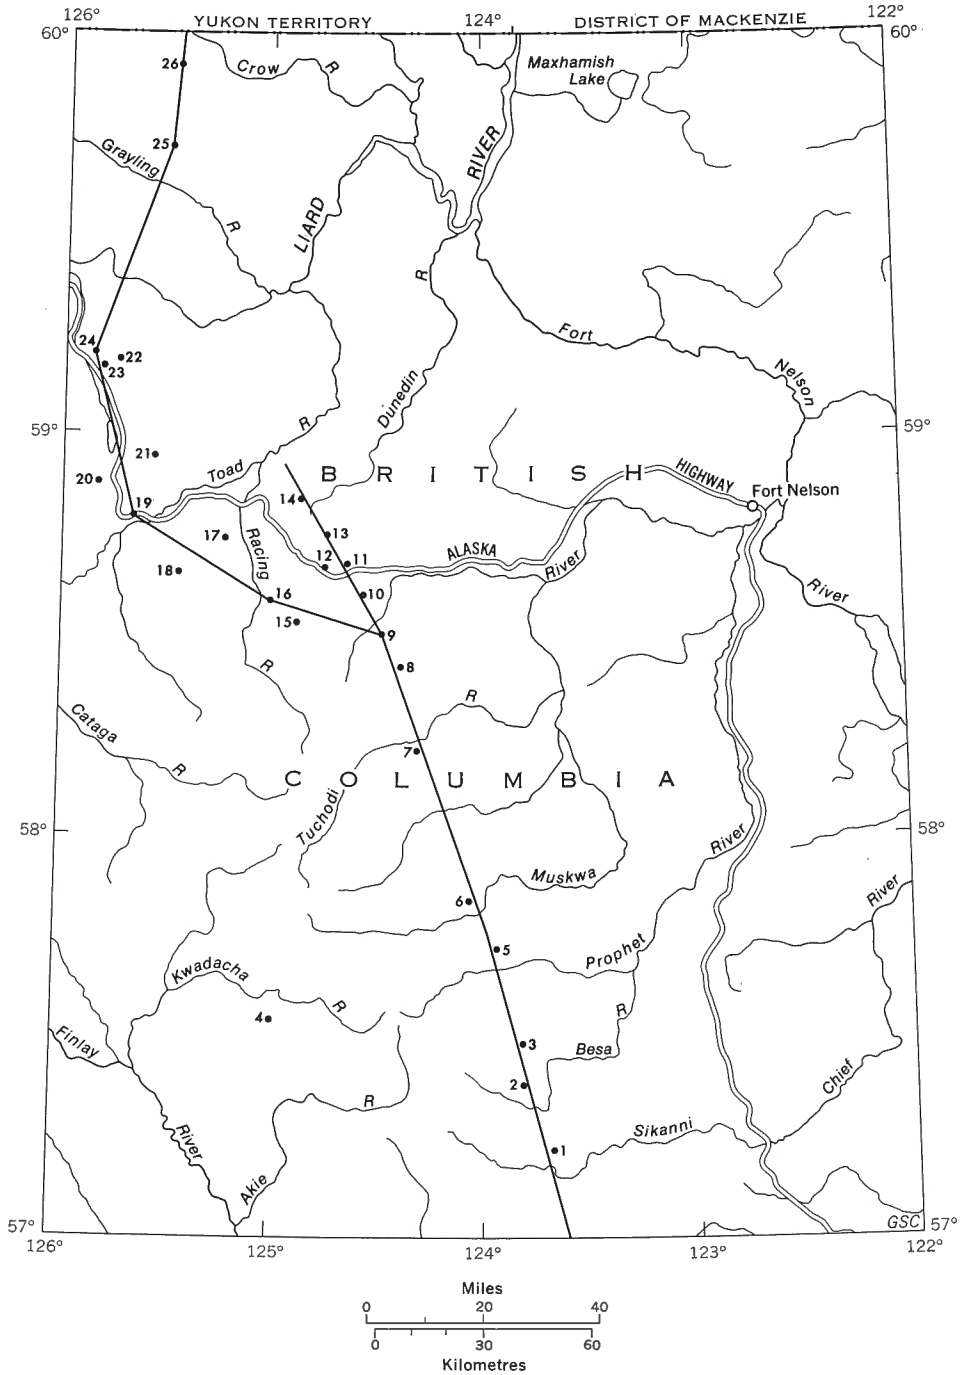 126°
YUKON TERRITORY
124°
DISTRICT OF MACKENZIE
122°
60°
60°
Crow
R
26
Maxhamish
Lake
RIVER
25
Grayling
R
LIARD
R
Fort
24
22
23
Nelson
Dunedin
59°
59°
R
21
Toad
BRITISH
HIGHWAY
20
Fort Nelson
19
14
13
17
Racing
12
11
ALASKA
River
18
River
16
10
15
9
R
8
R
Cataga
7
R
COLUMBIA
Tuchodi
58°
58°
River
Muskwa
River
6
5
Prophet
Kwadacha
R
R
4
Finlay
3
Besa
2
Chief
R
River
Sikanni
1
Akie
57°
GSC
57°
126°
125°
124°
123°
122°
Miles
0 20 40
0 30 60
Kilometres